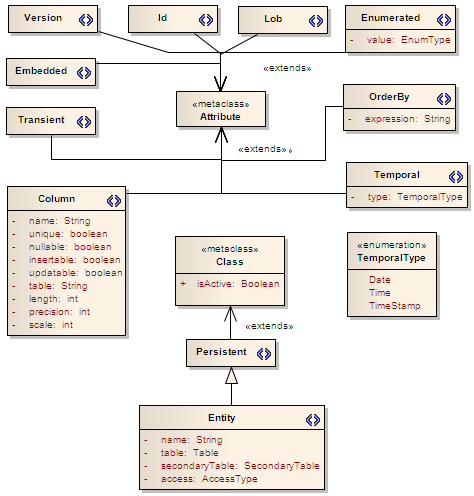 Version
Id
Lob
Enumerated
- value: EnumType
Embedded
«extends»
«metaclass»
Attribute
OrderBy
- expression: String
Transient
«extends»
Temporal
- type: TemporalType
Column
- name: String
- unique: boolean
- nullable: boolean
- insertable: boolean
- updatable: boolean
- table: String
- length: int
- precision: int
- scale: int
«metaclass»
Class
+ isActive: Boolean
«enumeration»
TemporalType
Date
Time
TimeStamp
«extends»
Persistent
Entity
- name: String
- table: Table
- secondaryTable: SecondaryTable
- access: AccessType